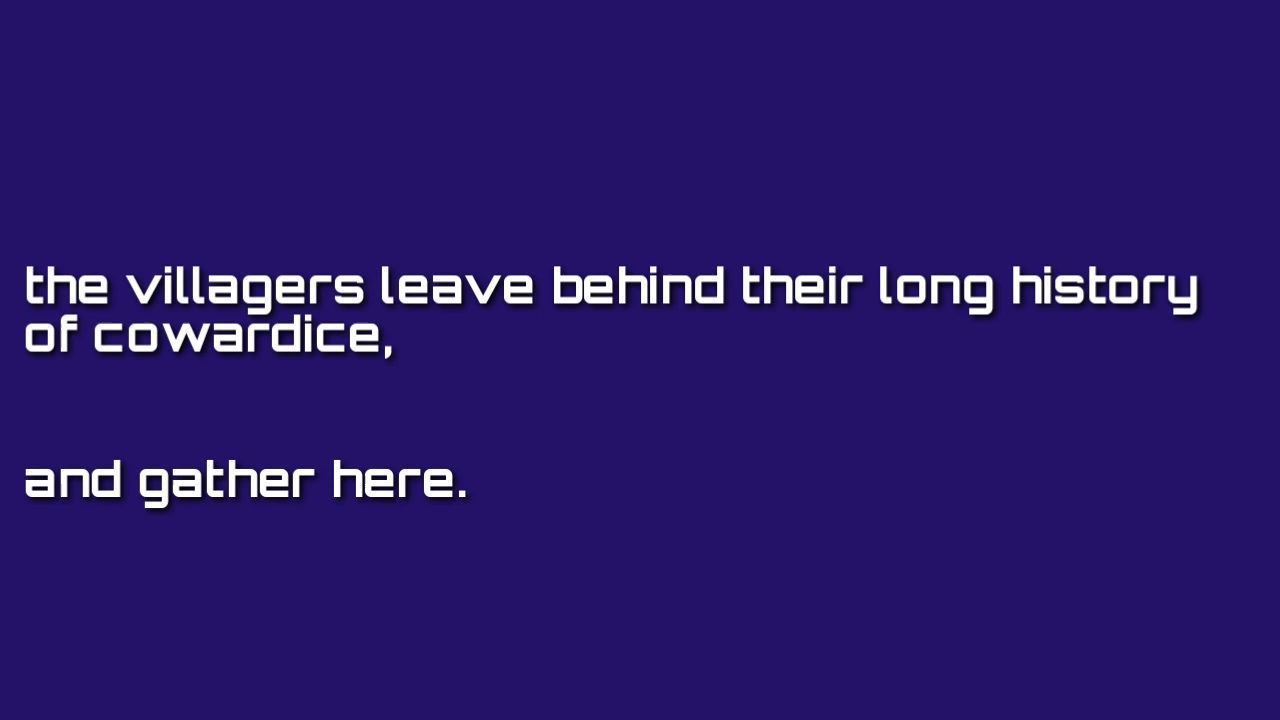 the villagers leave behind their long history
of cowardice,
and gather here.